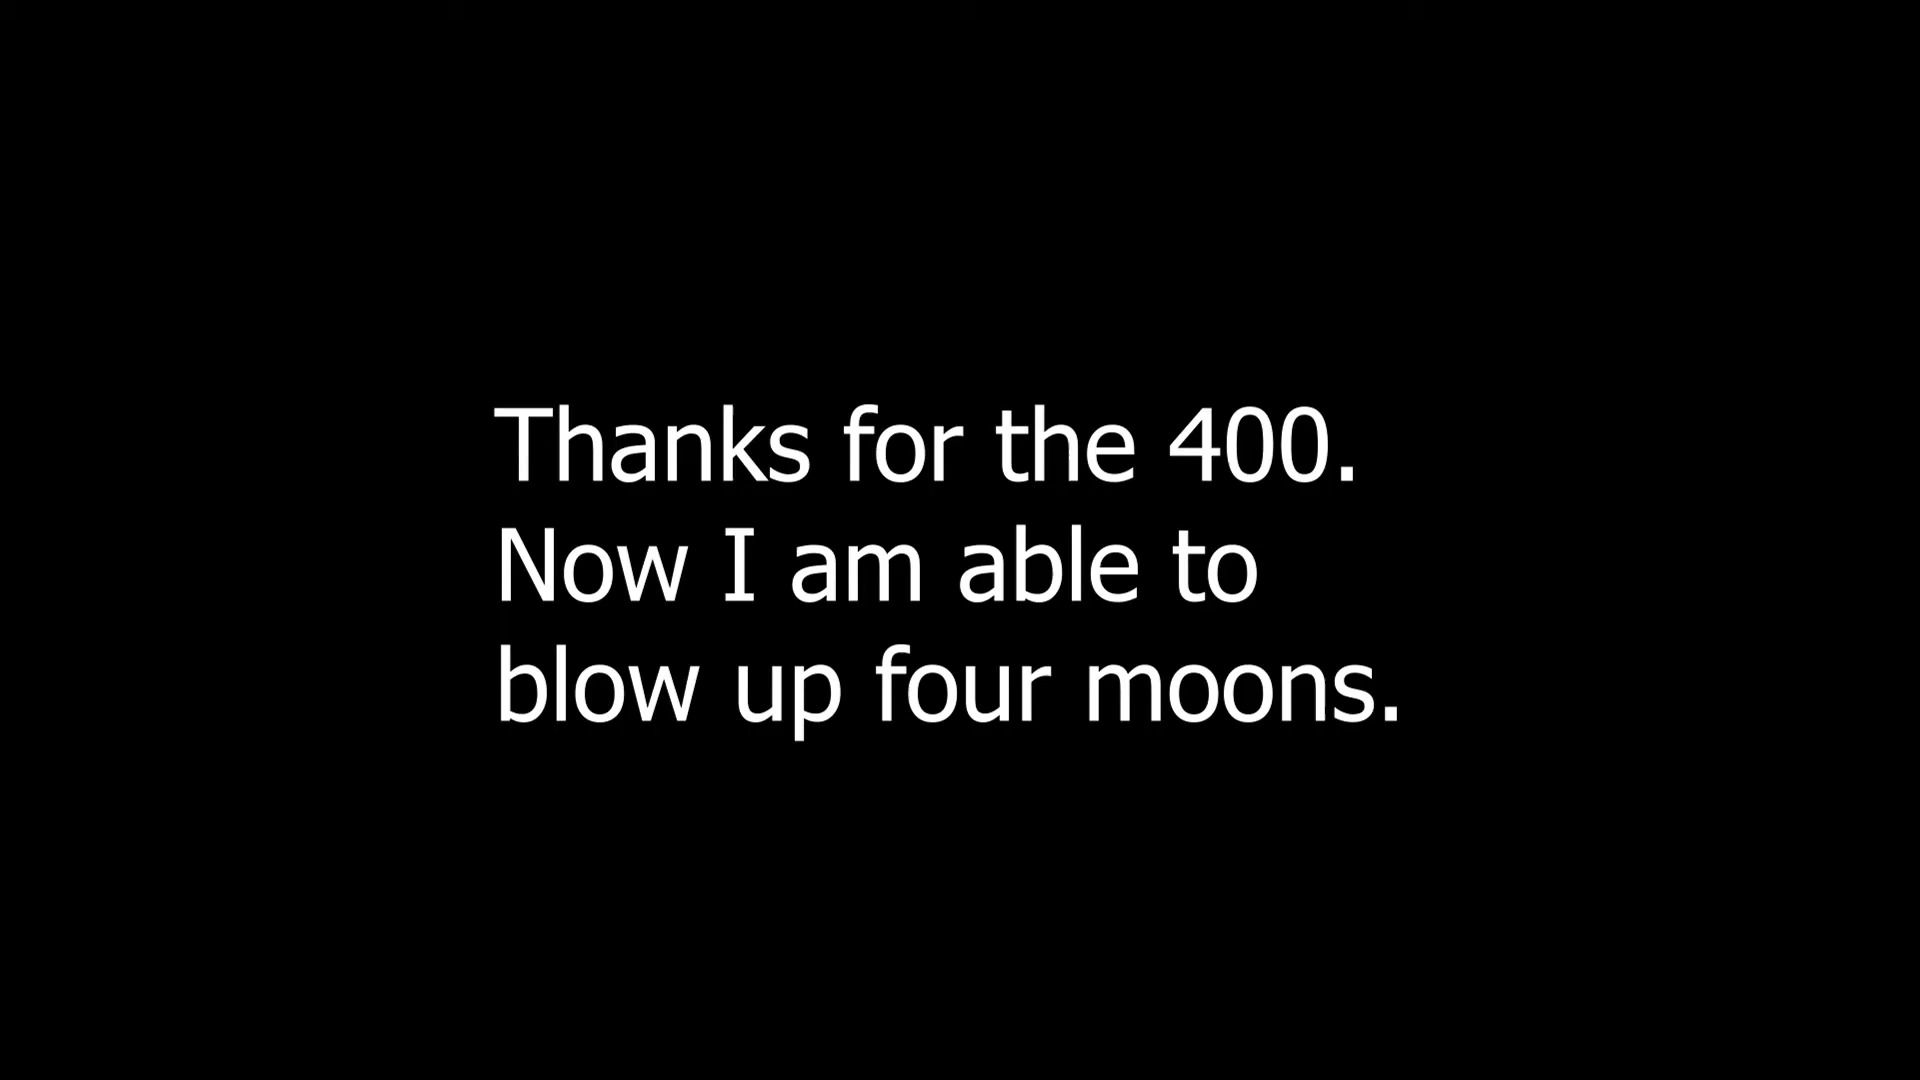 Thanks for the 400.
Now I am able to
blow up four moons.